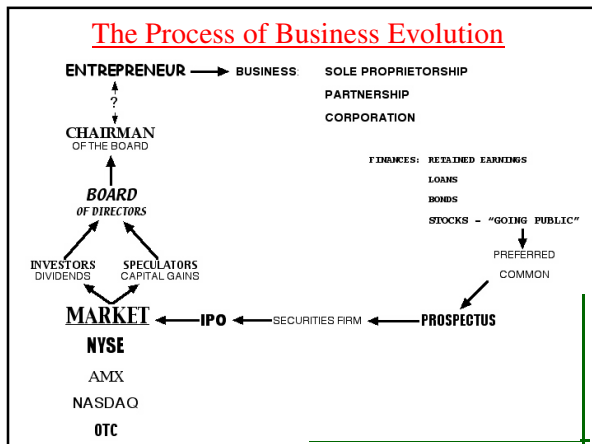 The Process of Business Evolution
ENTREPRENEUR BUSINESS: SOLE PROPRIETORSHIP
PARTNERSHIP
CORPORATION
?
CHAIRMAN
OF THE BOARD
FINANCES: RETAINED EARNINGS
LOANS
BONDS
STOCKS – “GOING PUBLIC”
BOARD
OF DIRECTORS
PREFERRED
COMMON
INVESTORS
DIVIDENDS
SPECULATORS
CAPITAL GAINS
MARKET IPO SECURITIES FIRM PROSPECTUS
NYSE
AMX
NASDAQ
OTC